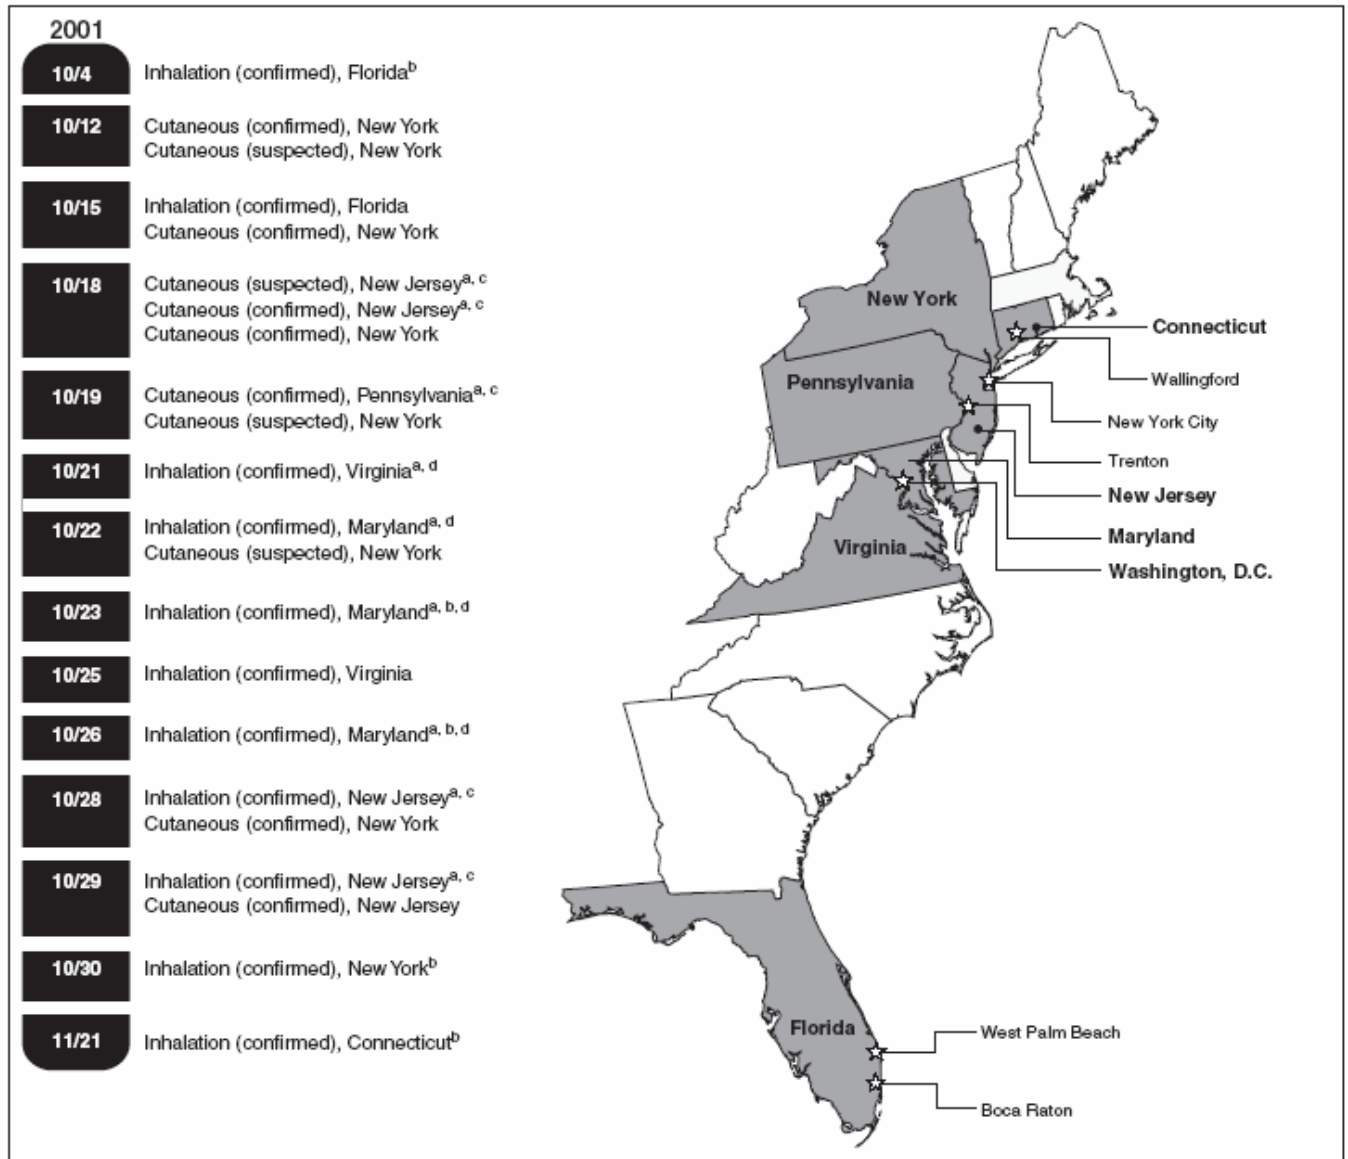 2001
10/4
Inhalation (confirmed), Florida^b
10/12
Cutaneous (confirmed), New York
Cutaneous (suspected), New York
10/15
Inhalation (confirmed), Florida
Cutaneous (confirmed), New York
10/18
Cutaneous (suspected), New Jersey^a, c
Cutaneous (confirmed), New Jersey^a, c
Cutaneous (confirmed), New York
10/19
Cutaneous (confirmed), Pennsylvania^a, c
Cutaneous (suspected), New York
10/21
Inhalation (confirmed), Virginia^a, d
10/22
Inhalation (confirmed), Maryland^a, d
Cutaneous (suspected), New York
10/23
Inhalation (confirmed), Maryland^a, b, d
10/25
Inhalation (confirmed), Virginia
10/26
Inhalation (confirmed), Maryland^a, b, d
10/28
Inhalation (confirmed), New Jersey^a, c
Cutaneous (confirmed), New York
10/29
Inhalation (confirmed), New Jersey^a, c
Cutaneous (confirmed), New Jersey
10/30
Inhalation (confirmed), New York^b
11/21
Inhalation (confirmed), Connecticut^b
New York
Connecticut
Pennsylvania
Wallingford
New York City
Trenton
New Jersey
Maryland
Virginia
Washington, D.C.
Florida
West Palm Beach
Boca Raton